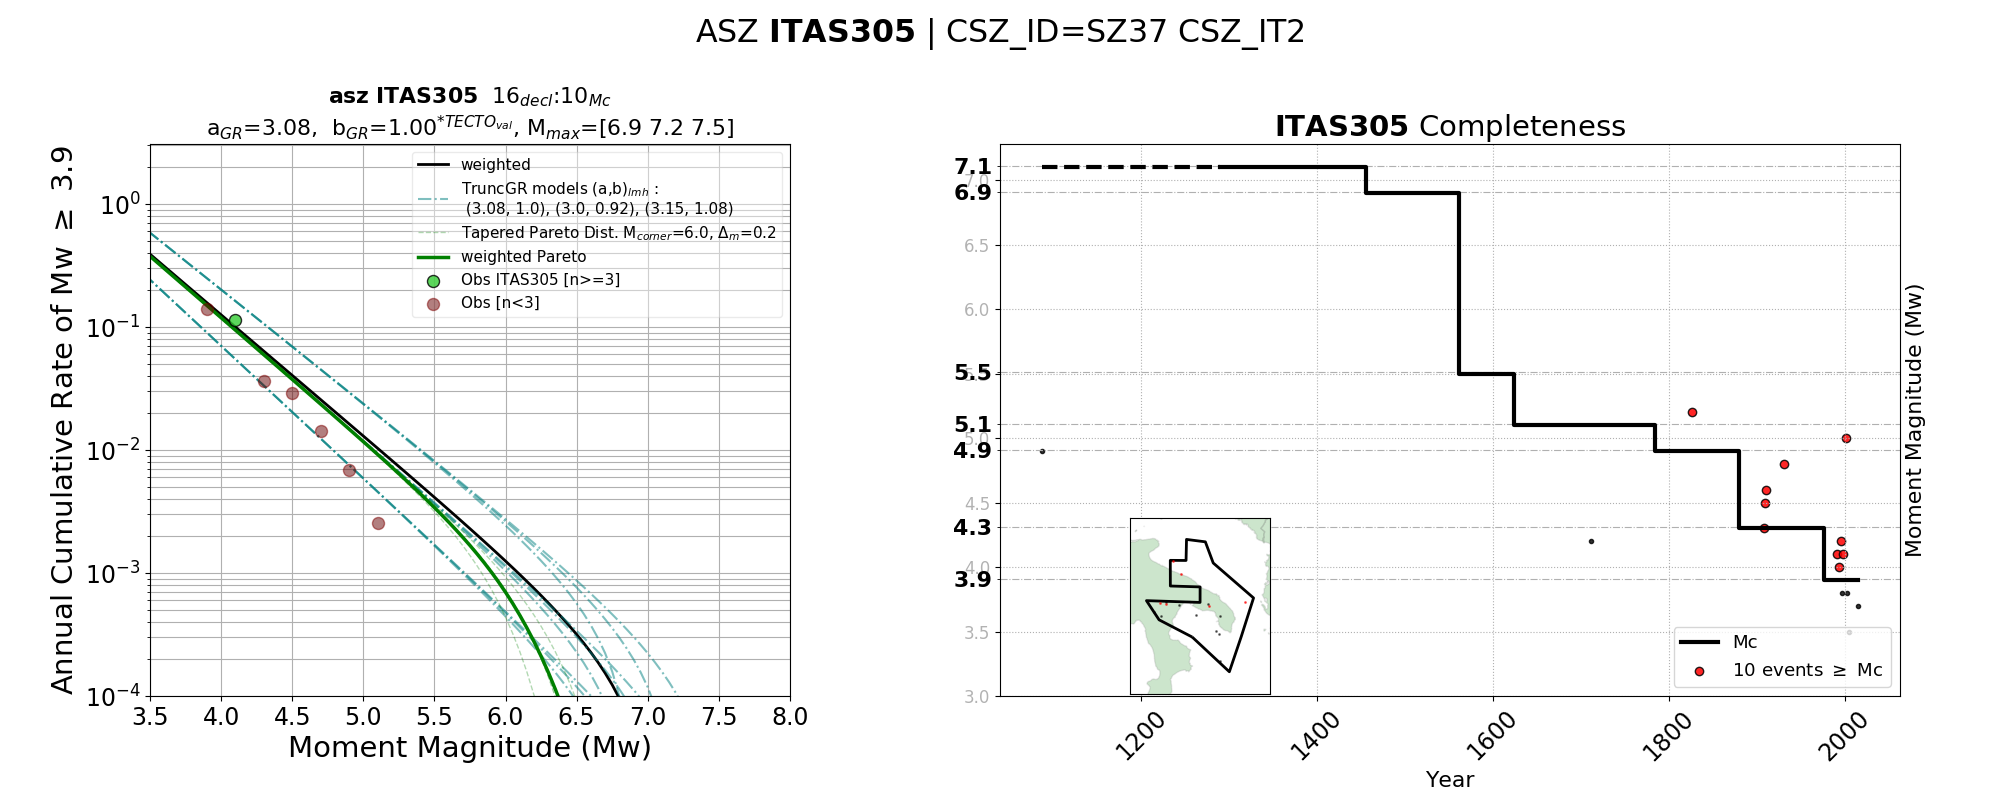 ASZ ITAS305 | CSZ_ID=SZ37 CSZ_IT2
asz ITAS305 16decl:10Mc
aGR=3.08, bGR=1.00*TECTOval, Mmax=[6.9 7.2 7.5]
Annual Cumulative Rate of Mw ≥ 3.9
10^0
10^-1
10^-2
10^-3
10^-4
weighted
TruncGR models (a,b)lmh :
(3.08, 1.0), (3.0, 0.92), (3.15, 1.08)
Tapered Pareto Dist. Mcorner=6.0, Δm=0.2
weighted Pareto
Obs ITAS305 [n>=3]
Obs [n<3]
3.5 4.0 4.5 5.0 5.5 6.0 6.5 7.0 7.5 8.0
Moment Magnitude (Mw)
ITAS305 Completeness
7.1
7.0
6.9
6.5
6.0
5.5
5.5
5.1
5.0
4.9
4.5
4.3
4.0
3.9
3.5
3.0
Mc
10 events ≥ Mc
1200 1400 1600 1800 2000
Year
Moment Magnitude (Mw)